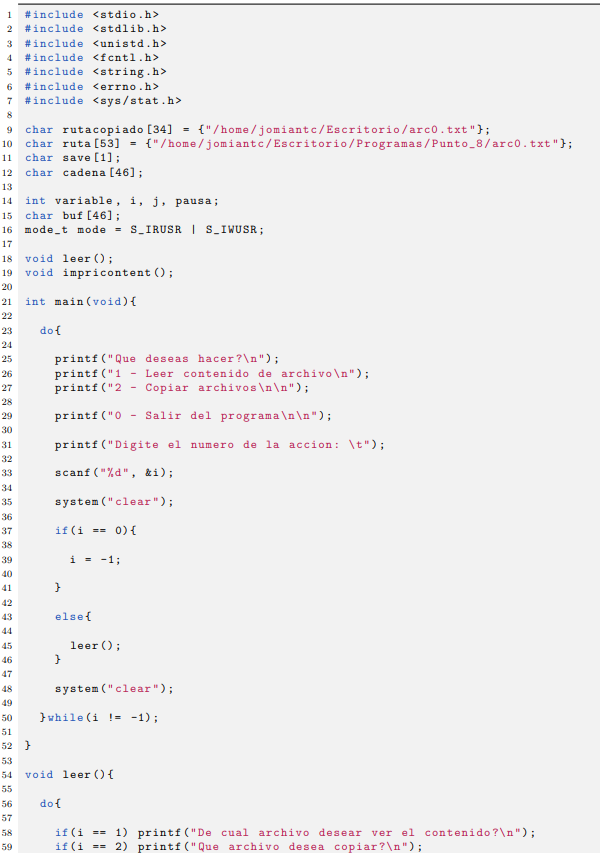 1 #include <stdio.h>
2 #include <stdlib.h>
3 #include <unistd.h>
4 #include <fcntl.h>
5 #include <string.h>
6 #include <errno.h>
7 #include <sys/stat.h>
8
9 char rutacopiado[34] = {"/home/jomiantc/Escritorio/arc0.txt"};
10 char ruta[53] = {"/home/jomiantc/Escritorio/Programas/Punto_8/arc0.txt"};
11 char save[1];
12 char cadena[46];
13
14 int variable, i, j, pausa;
15 char buf[46];
16 mode_t mode = S_IRUSR | S_IWUSR;
17
18 void leer();
19 void impricontent();
20
21 int main(void){
22
23   do{
24
25     printf("Que deseas hacer?\n");
26     printf("1 - Leer contenido de archivo\n");
27     printf("2 - Copiar archivos\n\n");
28
29     printf("0 - Salir del programa\n\n");
30
31     printf("Digite el numero de la accion: \t");
32
33     scanf("%d", &i);
34
35     system("clear");
36
37     if(i == 0){
38
39       i = -1;
40
41     }
42
43     else{
44
45       leer();
46     }
47
48     system("clear");
49
50   }while(i != -1);
51
52 }
53
54 void leer(){
55
56   do{
57
58     if(i == 1) printf("De cual archivo desear ver el contenido?\n");
59     if(i == 2) printf("Que archivo desea copiar?\n");